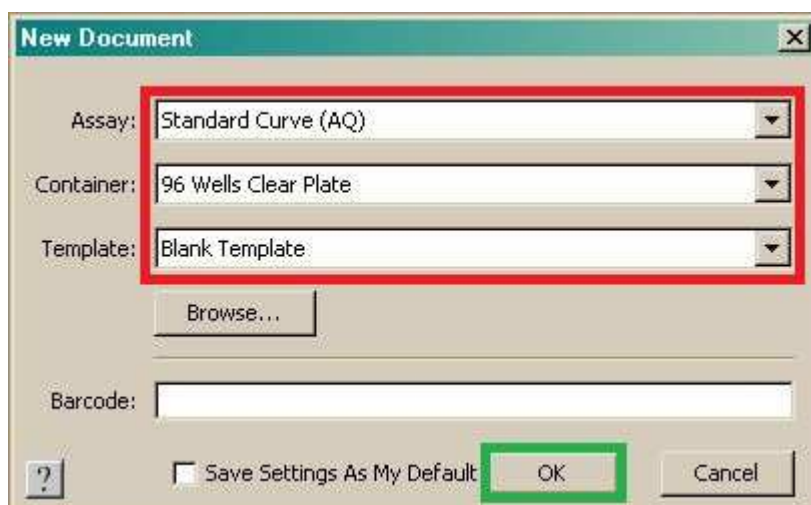 New Document
Assay: Standard Curve (AQ)
Container: 96 Wells Clear Plate
Template: Blank Template
Browse...
Barcode:
? Save Settings As My Default OK Cancel